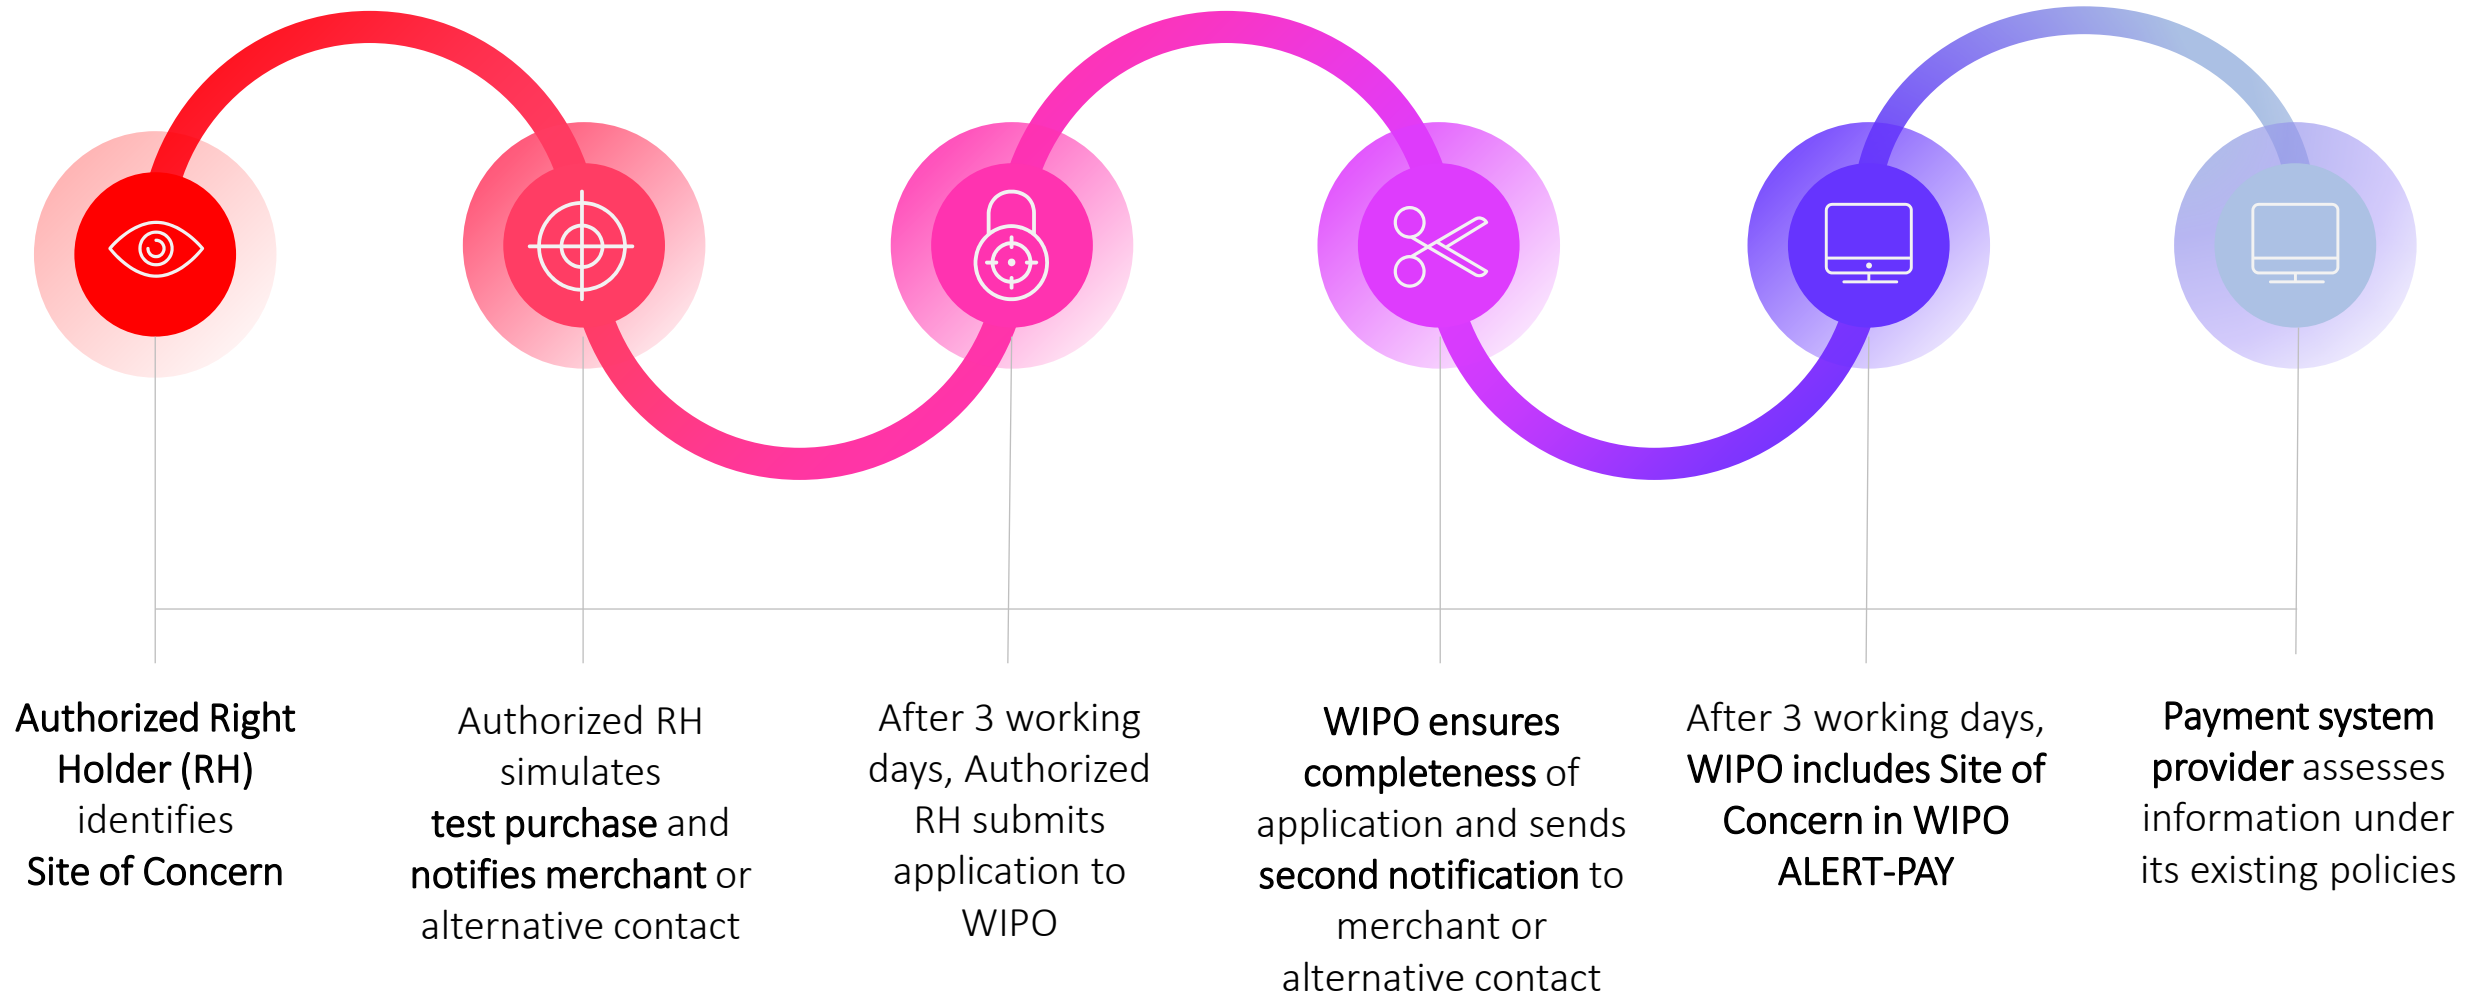 Authorized Right
Holder (RH)
identifies
Site of Concern
Authorized RH
simulates
test purchase and
notifies merchant or
alternative contact
After 3 working
days, Authorized
RH submits
application to
WIPO
WIPO ensures
completeness of
application and sends
second notification to
merchant or
alternative contact
After 3 working days,
WIPO includes Site of
Concern in WIPO
ALERT-PAY
Payment system
provider assesses
information under
its existing policies